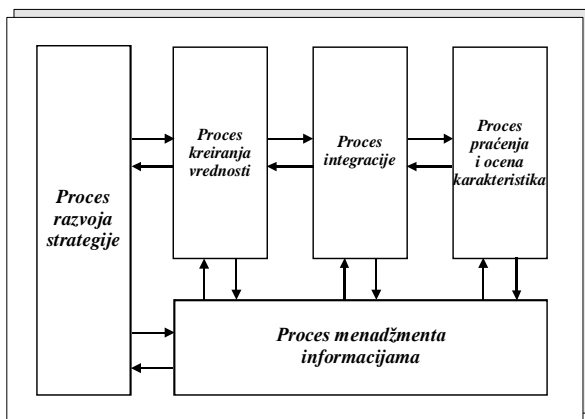 Proces
razvoja
strategije
Proces
kreiranja
vrednosti
Proces
integracije
Proces
praćenja
i ocena
karakteristika
Proces menadžmenta
informacijama